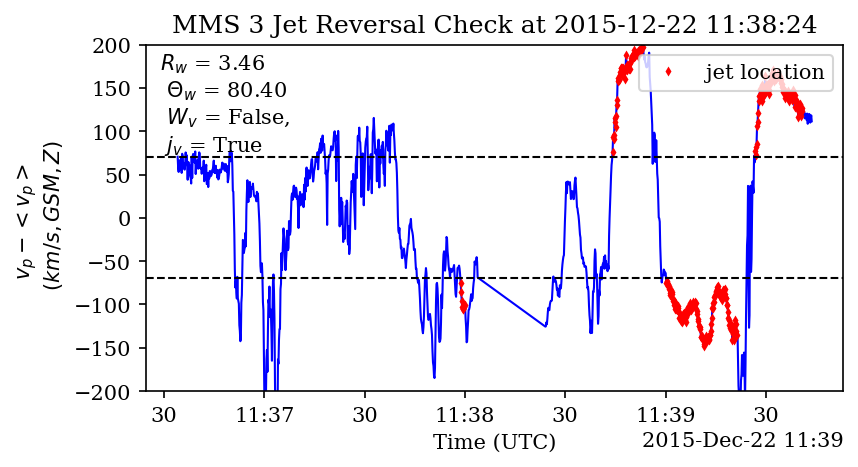 MMS 3 Jet Reversal Check at 2015-12-22 11:38:24
R_w = 3.46
Θ_w = 80.40
W_v = False,
j_v = True
jet location
v_p − <v_p>
(km/s, GSM, Z)
200
150
100
50
0
−50
−100
−150
−200
30 11:37 30 11:38 30 11:39 30
Time (UTC)
2015-Dec-22 11:39